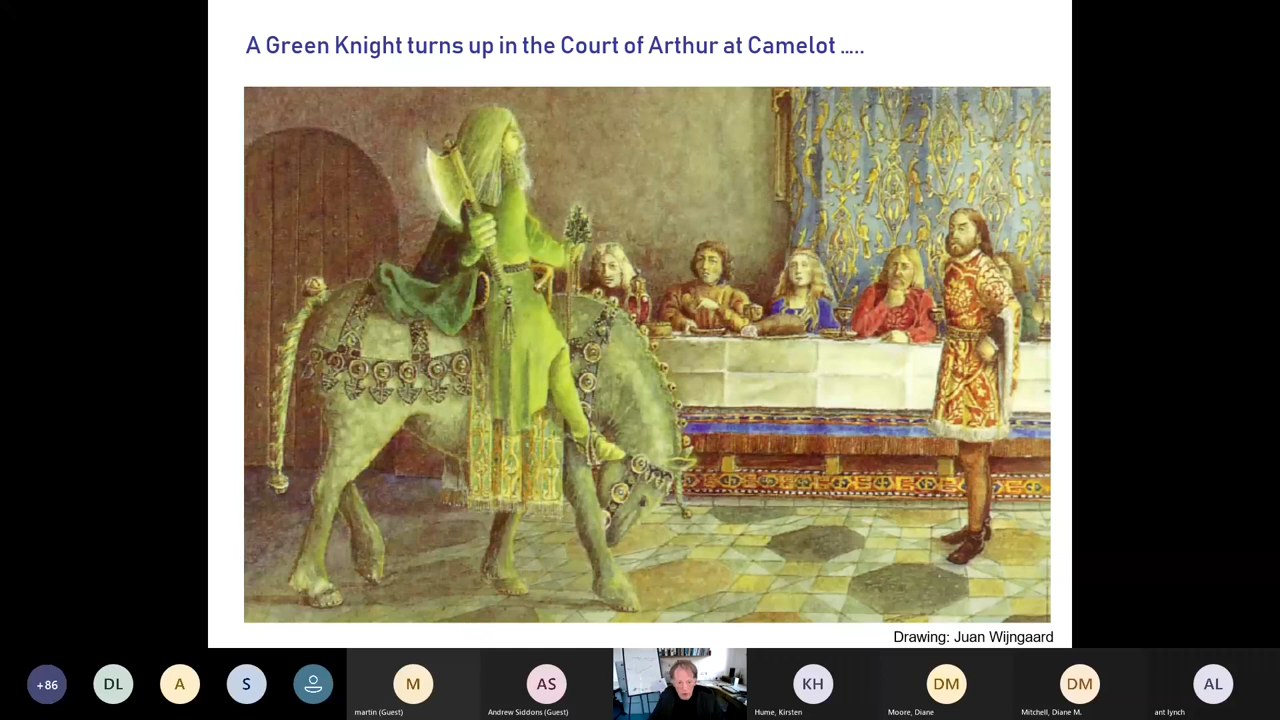 A Green Knight turns up in the Court of Arthur at Camelot .....
Drawing: Juan Wijngaard
+86
DL
A
S
M
AS
KH
DM
DM
AL
martin (Guest)
Andrew Siddons (Guest)
Hume, Kirsten
Moore, Diane
Mitchell, Diane M.
ant lynch